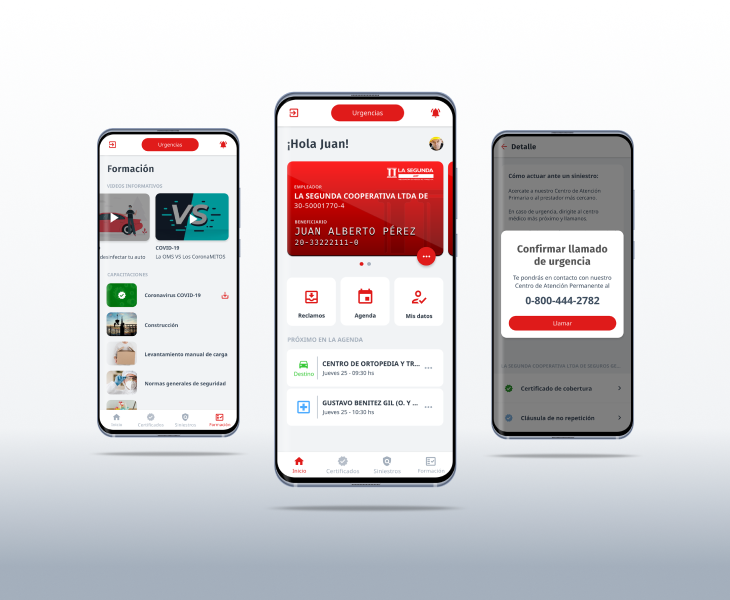 Urgencias
Formación
VIDEOS INFORMATIVOS
VS
desinfectar tu auto
COVID-19
La OMS VS Los CoronaMITOS
CAPACITACIONES
Coronavirus COVID-19
Construcción
Levantamiento manual de carga
Normas generales de seguridad
Inicio
Certificados
Siniestros
Formación
Urgencias
¡Hola Juan!
LA SEGUNDA
EMPLEADOR
LA SEGUNDA COOPERATIVA LTDA DE
30-50001770-4
BENEFICIARIO
JUAN ALBERTO PÉREZ
20-33222111-0
Reclamos
Agenda
Mis datos
PRÓXIMO EN LA AGENDA
Destino
CENTRO DE ORTOPEDIA Y TR...
Jueves 25 - 09:30 hs
GUSTAVO BENITEZ GIL (O. Y ...
Jueves 25 - 10:30 hs
Inicio
Certificados
Siniestros
Formación
Detalle
Cómo actuar ante un siniestro:
Acercate a nuestro Centro de Atención
Primaria o al prestador más cercano.
En caso de urgencia, dirigite al centro
médico más próximo y llamanos.
Confirmar llamado
de urgencia
Te pondrás en contacto con nuestro
Centro de Atención Permanente al
0-800-444-2782
Llamar
LA SEGUNDA COOPERATIVA LTDA DE SEGUROS GE...
Certificado de cobertura
Cláusula de no repetición